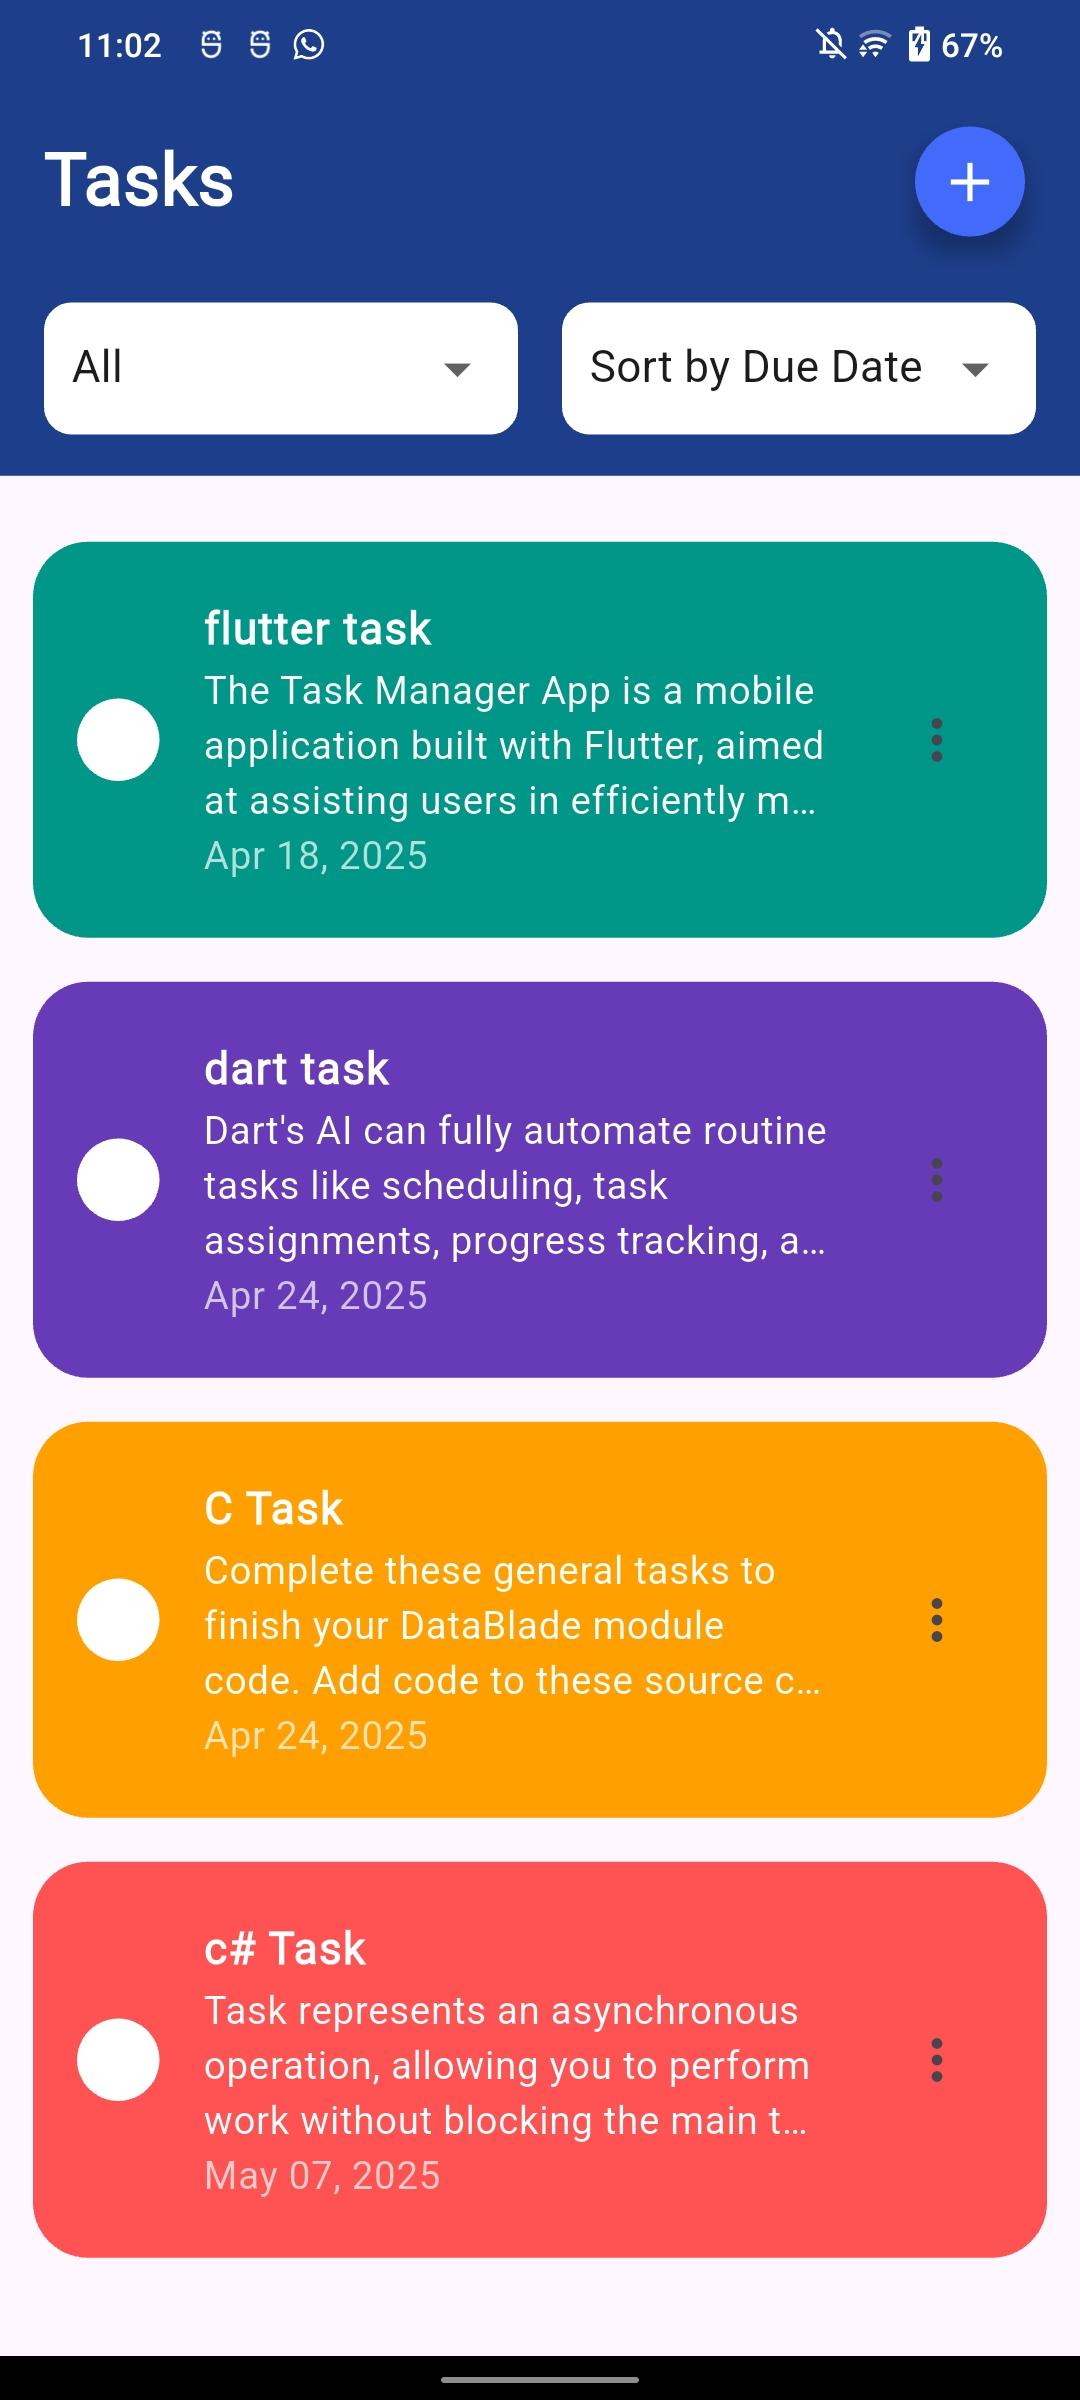 11:02
67%
Tasks
All
Sort by Due Date
flutter task
The Task Manager App is a mobile
application built with Flutter, aimed
at assisting users in efficiently m...
Apr 18, 2025
dart task
Dart's AI can fully automate routine
tasks like scheduling, task
assignments, progress tracking, a...
Apr 24, 2025
C Task
Complete these general tasks to
finish your DataBlade module
code. Add code to these source c...
Apr 24, 2025
c# Task
Task represents an asynchronous
operation, allowing you to perform
work without blocking the main t...
May 07, 2025